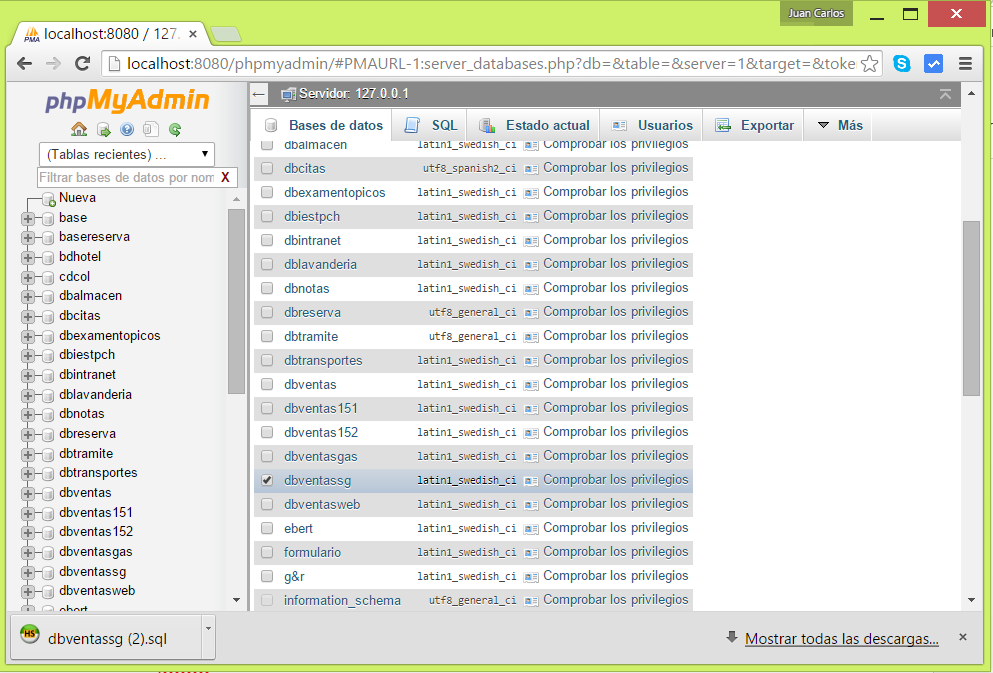 Juan Carlos
PMA
localhost:8080 / 127.
localhost:8080/phpmyadmin/#PMAURL-1:server_databases.php?db=&table=&server=1&target=&toke
phpMyAdmin
(Tablas recientes) ...
Filtrar bases de datos por nom X
Nueva
base
basereserva
bdhotel
cdcol
dbalmacen
dbcitas
dbexamentopicos
dbiestpch
dbintranet
dblavanderia
dbnotas
dbreserva
dbtramite
dbtransportes
dbventas
dbventas151
dbventas152
dbventasgas
dbventassg
dbventasweb
ebert
Servidor: 127.0.0.1
Bases de datos SQL Estado actual Usuarios Exportar Más
dbalmacen latin1_swedish_ci Comprobar los privilegios
dbcitas utf8_spanish2_ci Comprobar los privilegios
dbexamentopicos latin1_swedish_ci Comprobar los privilegios
dbiestpch latin1_swedish_ci Comprobar los privilegios
dbintranet latin1_swedish_ci Comprobar los privilegios
dblavanderia latin1_swedish_ci Comprobar los privilegios
dbnotas latin1_swedish_ci Comprobar los privilegios
dbreserva utf8_general_ci Comprobar los privilegios
dbtramite utf8_general_ci Comprobar los privilegios
dbtransportes latin1_swedish_ci Comprobar los privilegios
dbventas latin1_swedish_ci Comprobar los privilegios
dbventas151 latin1_swedish_ci Comprobar los privilegios
dbventas152 latin1_swedish_ci Comprobar los privilegios
dbventasgas latin1_swedish_ci Comprobar los privilegios
dbventassg latin1_swedish_ci Comprobar los privilegios
dbventasweb latin1_swedish_ci Comprobar los privilegios
ebert latin1_swedish_ci Comprobar los privilegios
formulario latin1_swedish_ci Comprobar los privilegios
g&r latin1_swedish_ci Comprobar los privilegios
information_schema utf8_general_ci Comprobar los privilegios
HS
dbventassg (2).sql
Mostrar todas las descargas...